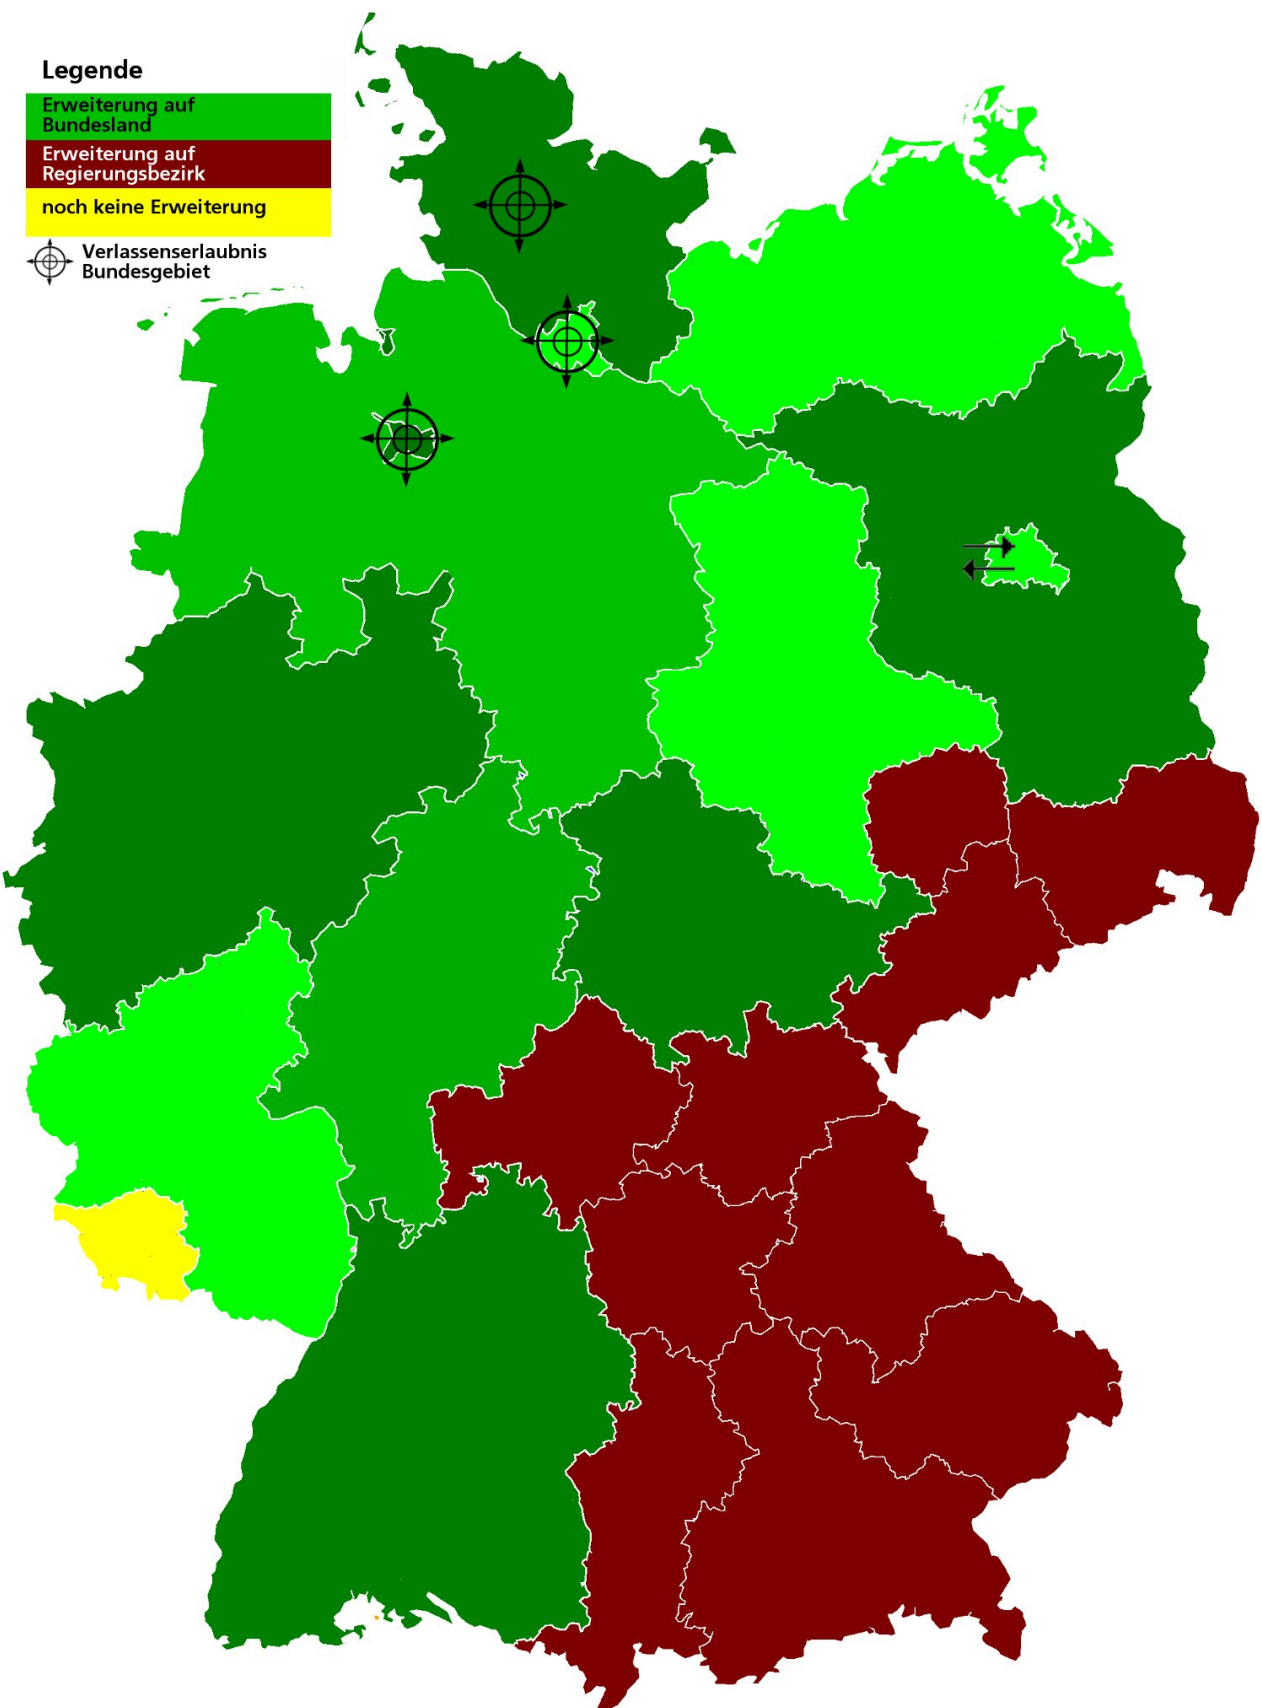 Legende
Erweiterung auf
Bundesland
Erweiterung auf
Regierungsbezirk
noch keine Erweiterung
Verlassenserlaubnis
Bundesgebiet